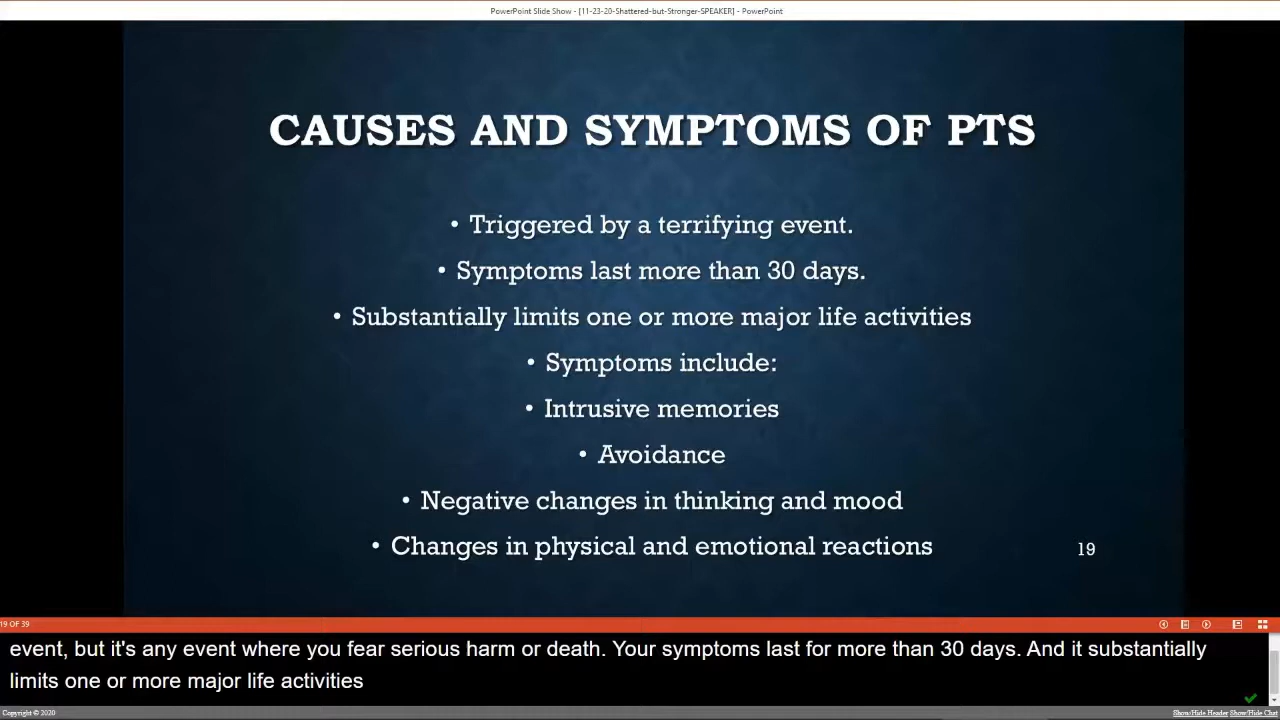 PowerPoint Slide Show - [11-23-20-Shattered-but-Stronger-SPEAKER] - PowerPoint
CAUSES AND SYMPTOMS OF PTS
• Triggered by a terrifying event.
• Symptoms last more than 30 days.
• Substantially limits one or more major life activities
• Symptoms include:
• Intrusive memories
• Avoidance
• Negative changes in thinking and mood
• Changes in physical and emotional reactions
19
19 OF 39
event, but it's any event where you fear serious harm or death. Your symptoms last for more than 30 days. And it substantially
limits one or more major life activities
Copyright © 2020
Show/Hide Header Show/Hide Chat